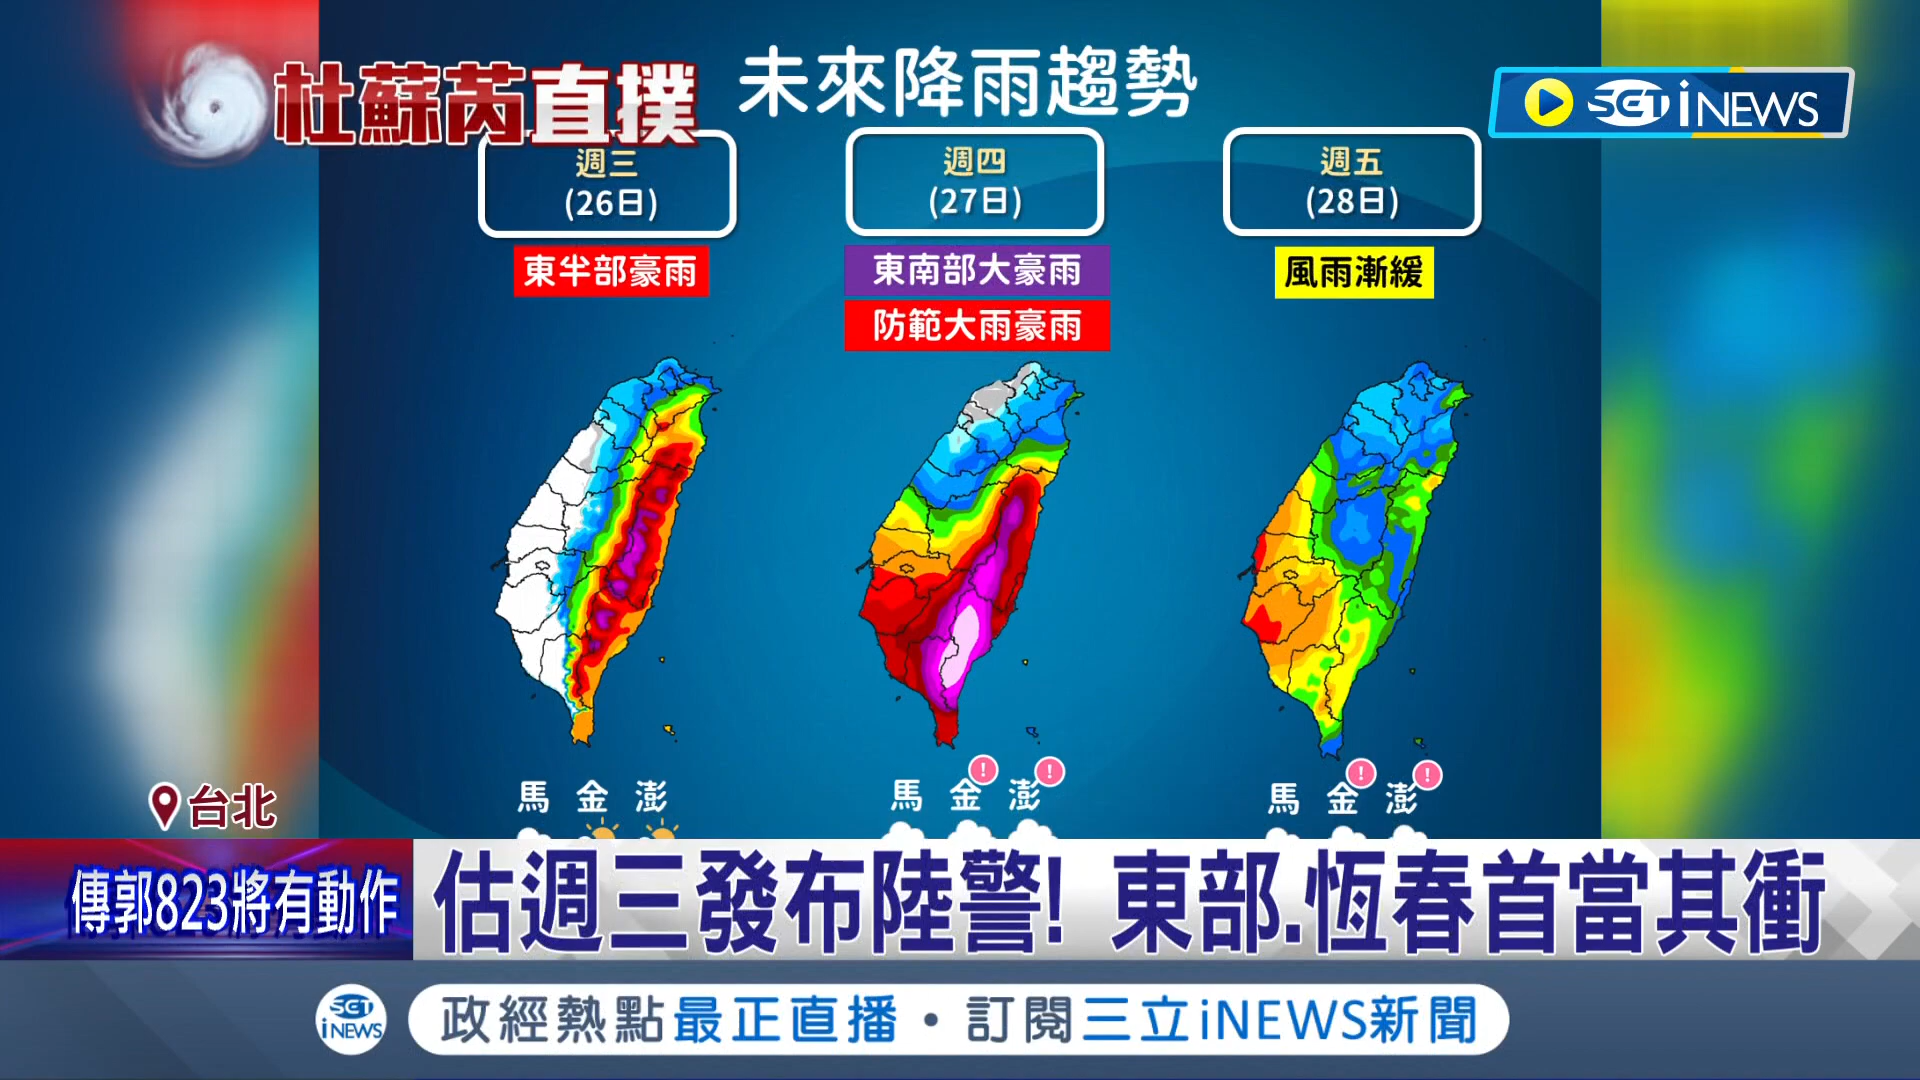 杜蘇芮直撲
未來降雨趨勢
SET iNEWS
週三
(26日)
週四
(27日)
週五
(28日)
東半部豪雨
東南部大豪雨
防範大雨豪雨
風雨漸緩
馬 金 澎
馬 金! 澎!
馬 金! 澎!
台北
傳郭823將有動作
估週三發布陸警! 東部.恆春首當其衝
SET iNEWS
政經熱點最正直播・訂閱三立iNEWS新聞